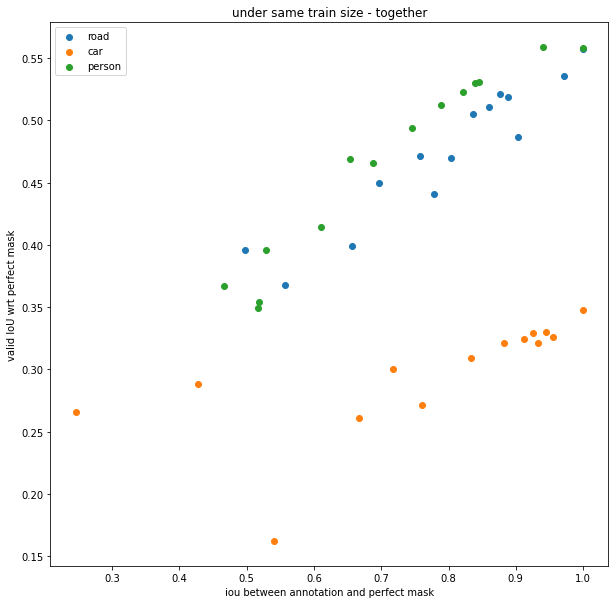 under same train size - together
road
car
person
valid IoU wrt perfect mask
0.55
0.50
0.45
0.40
0.35
0.30
0.25
0.20
0.15
0.3 0.4 0.5 0.6 0.7 0.8 0.9 1.0
iou between annotation and perfect mask